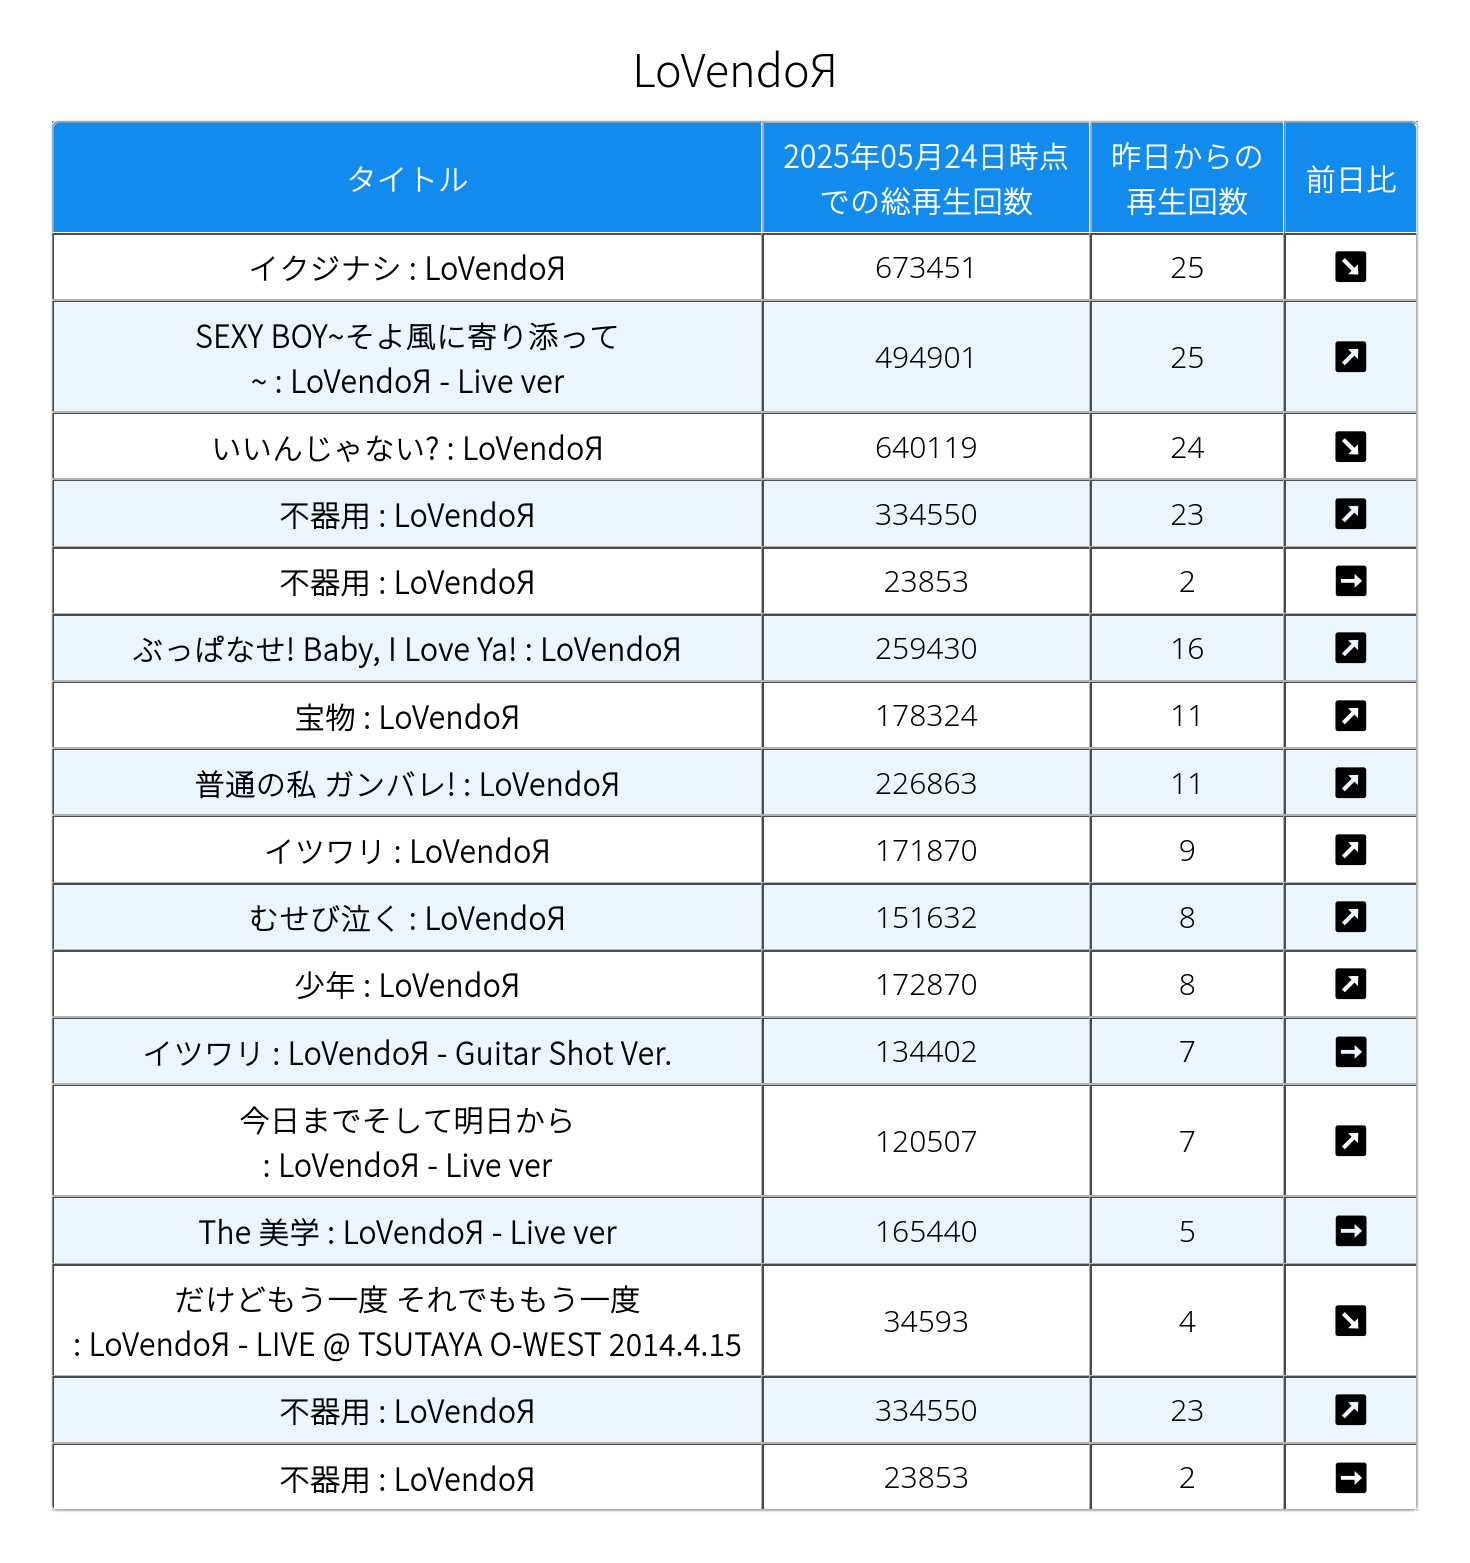 LoVendoЯ
タイトル
2025年05月24日時点
での総再生回数
昨日からの
再生回数
前日比
イクジナシ : LoVendoЯ 673451 25 ↘
SEXY BOY~そよ風に寄り添って
~ : LoVendoЯ - Live ver 494901 25 ↗
いいんじゃない? : LoVendoЯ 640119 24 ↘
不器用 : LoVendoЯ 334550 23 ↗
不器用 : LoVendoЯ 23853 2 →
ぶっぱなせ! Baby, I Love Ya! : LoVendoЯ 259430 16 ↗
宝物 : LoVendoЯ 178324 11 ↗
普通の私 ガンバレ! : LoVendoЯ 226863 11 ↗
イツワリ : LoVendoЯ 171870 9 ↗
むせび泣く : LoVendoЯ 151632 8 ↗
少年 : LoVendoЯ 172870 8 ↗
イツワリ : LoVendoЯ - Guitar Shot Ver. 134402 7 →
今日までそして明日から
: LoVendoЯ - Live ver 120507 7 ↗
The 美学 : LoVendoЯ - Live ver 165440 5 →
だけどもう一度 それでももう一度
: LoVendoЯ - LIVE @ TSUTAYA O-WEST 2014.4.15 34593 4 ↘
不器用 : LoVendoЯ 334550 23 ↗
不器用 : LoVendoЯ 23853 2 →